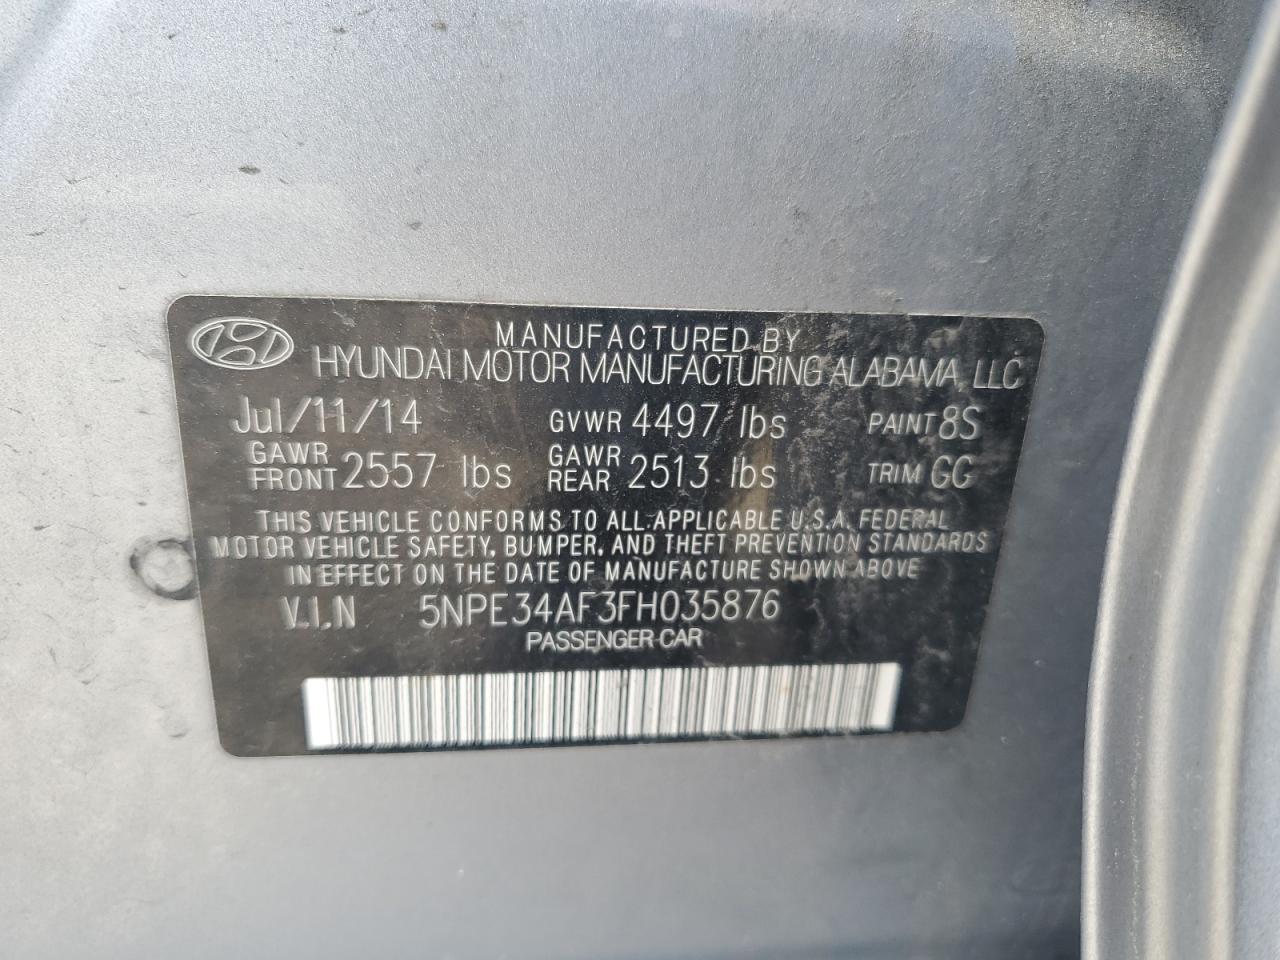 MANUFACTURED BY
HYUNDAI MOTOR MANUFACTURING ALABAMA, LLC
Jul/11/14 GVWR 4497 lbs PAINT 8S
GAWR FRONT 2557 lbs GAWR REAR 2513 lbs TRIM GG
THIS VEHICLE CONFORMS TO ALL APPLICABLE U.S.A. FEDERAL
MOTOR VEHICLE SAFETY, BUMPER, AND THEFT PREVENTION STANDARDS
IN EFFECT ON THE DATE OF MANUFACTURE SHOWN ABOVE
V.I.N 5NPE34AF3FH035876
PASSENGER CAR